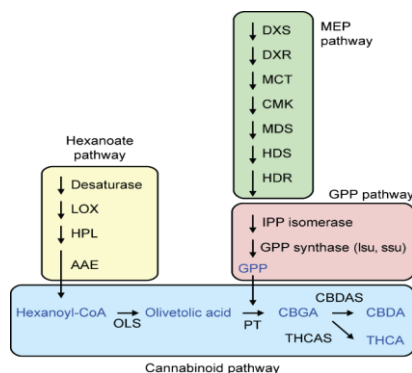 DXS
MEP
pathway
DXR
MCT
CMK
MDS
HDS
HDR
Hexanoate
pathway
Desaturase
LOX
HPL
AAE
GPP pathway
IPP isomerase
GPP synthase (lsu, ssu)
GPP
Hexanoyl-CoA
OLS
Olivetolic acid
PT
CBGA
CBDAS
CBDA
THCAS
THCA
Cannabinoid pathway